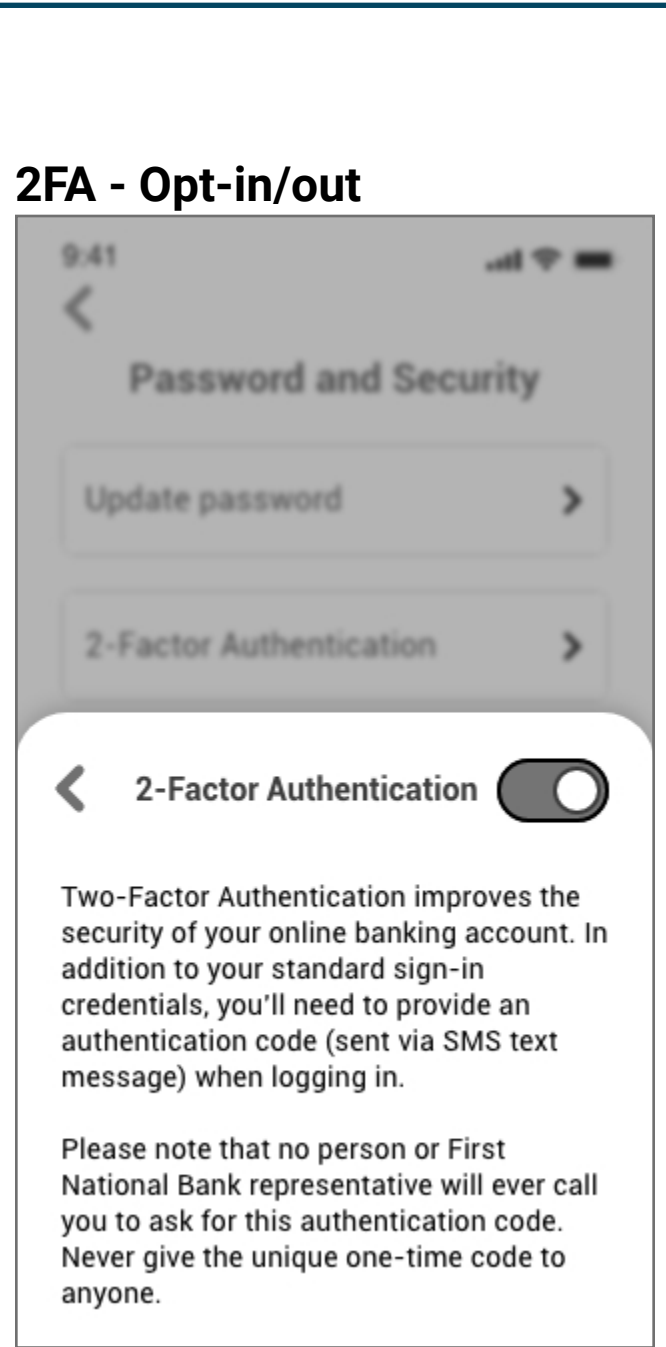 2FA - Opt-in/out
9:41
Password and Security
Update password
2-Factor Authentication
2-Factor Authentication
Two-Factor Authentication improves the
security of your online banking account. In
addition to your standard sign-in
credentials, you'll need to provide an
authentication code (sent via SMS text
message) when logging in.
Please note that no person or First
National Bank representative will ever call
you to ask for this authentication code.
Never give the unique one-time code to
anyone.